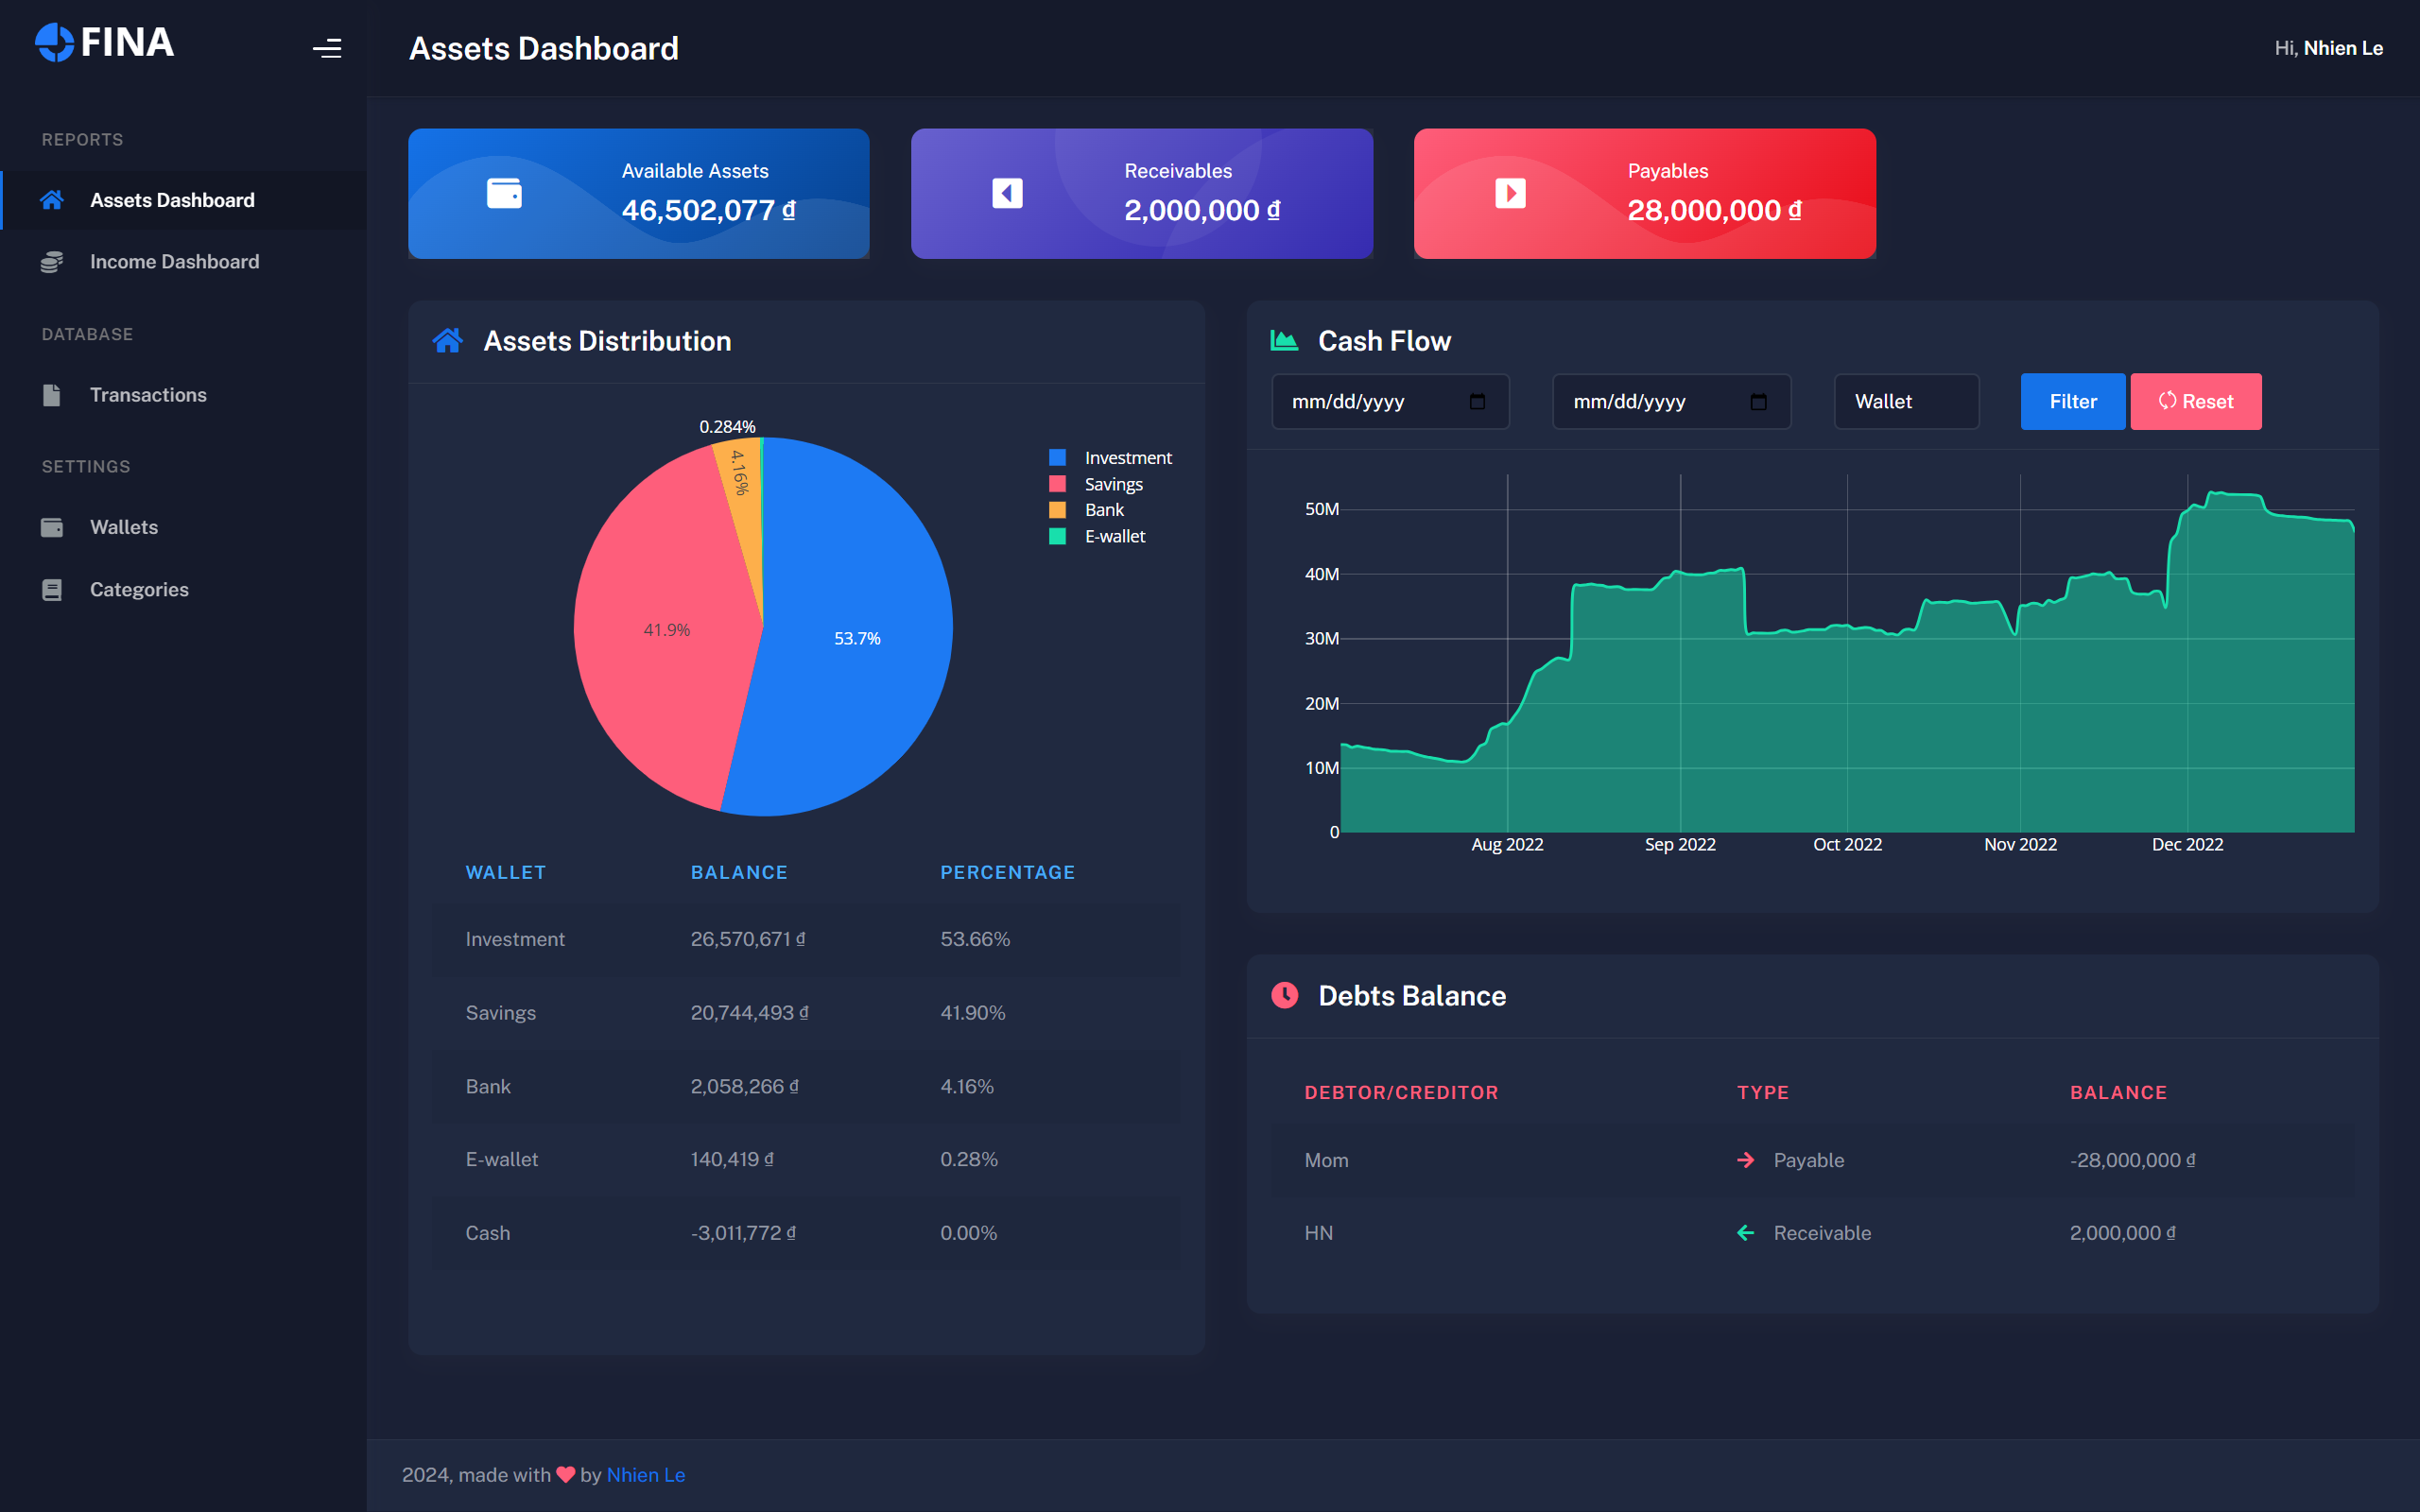 FINA
Assets Dashboard
Hi, Nhien Le
REPORTS
Assets Dashboard
Income Dashboard
DATABASE
Transactions
SETTINGS
Wallets
Categories
Available Assets
46,502,077 ₫
Receivables
2,000,000 ₫
Payables
28,000,000 ₫
Assets Distribution
0.284%
4.16%
41.9%
53.7%
Investment
Savings
Bank
E-wallet
WALLET BALANCE PERCENTAGE
Investment 26,570,671 ₫ 53.66%
Savings 20,744,493 ₫ 41.90%
Bank 2,058,266 ₫ 4.16%
E-wallet 140,419 ₫ 0.28%
Cash -3,011,772 ₫ 0.00%
Cash Flow
mm/dd/yyyy mm/dd/yyyy Wallet Filter Reset
50M
40M
30M
20M
10M
0
Aug 2022 Sep 2022 Oct 2022 Nov 2022 Dec 2022
Debts Balance
DEBTOR/CREDITOR TYPE BALANCE
Mom Payable -28,000,000 ₫
HN Receivable 2,000,000 ₫
2024, made with by Nhien Le